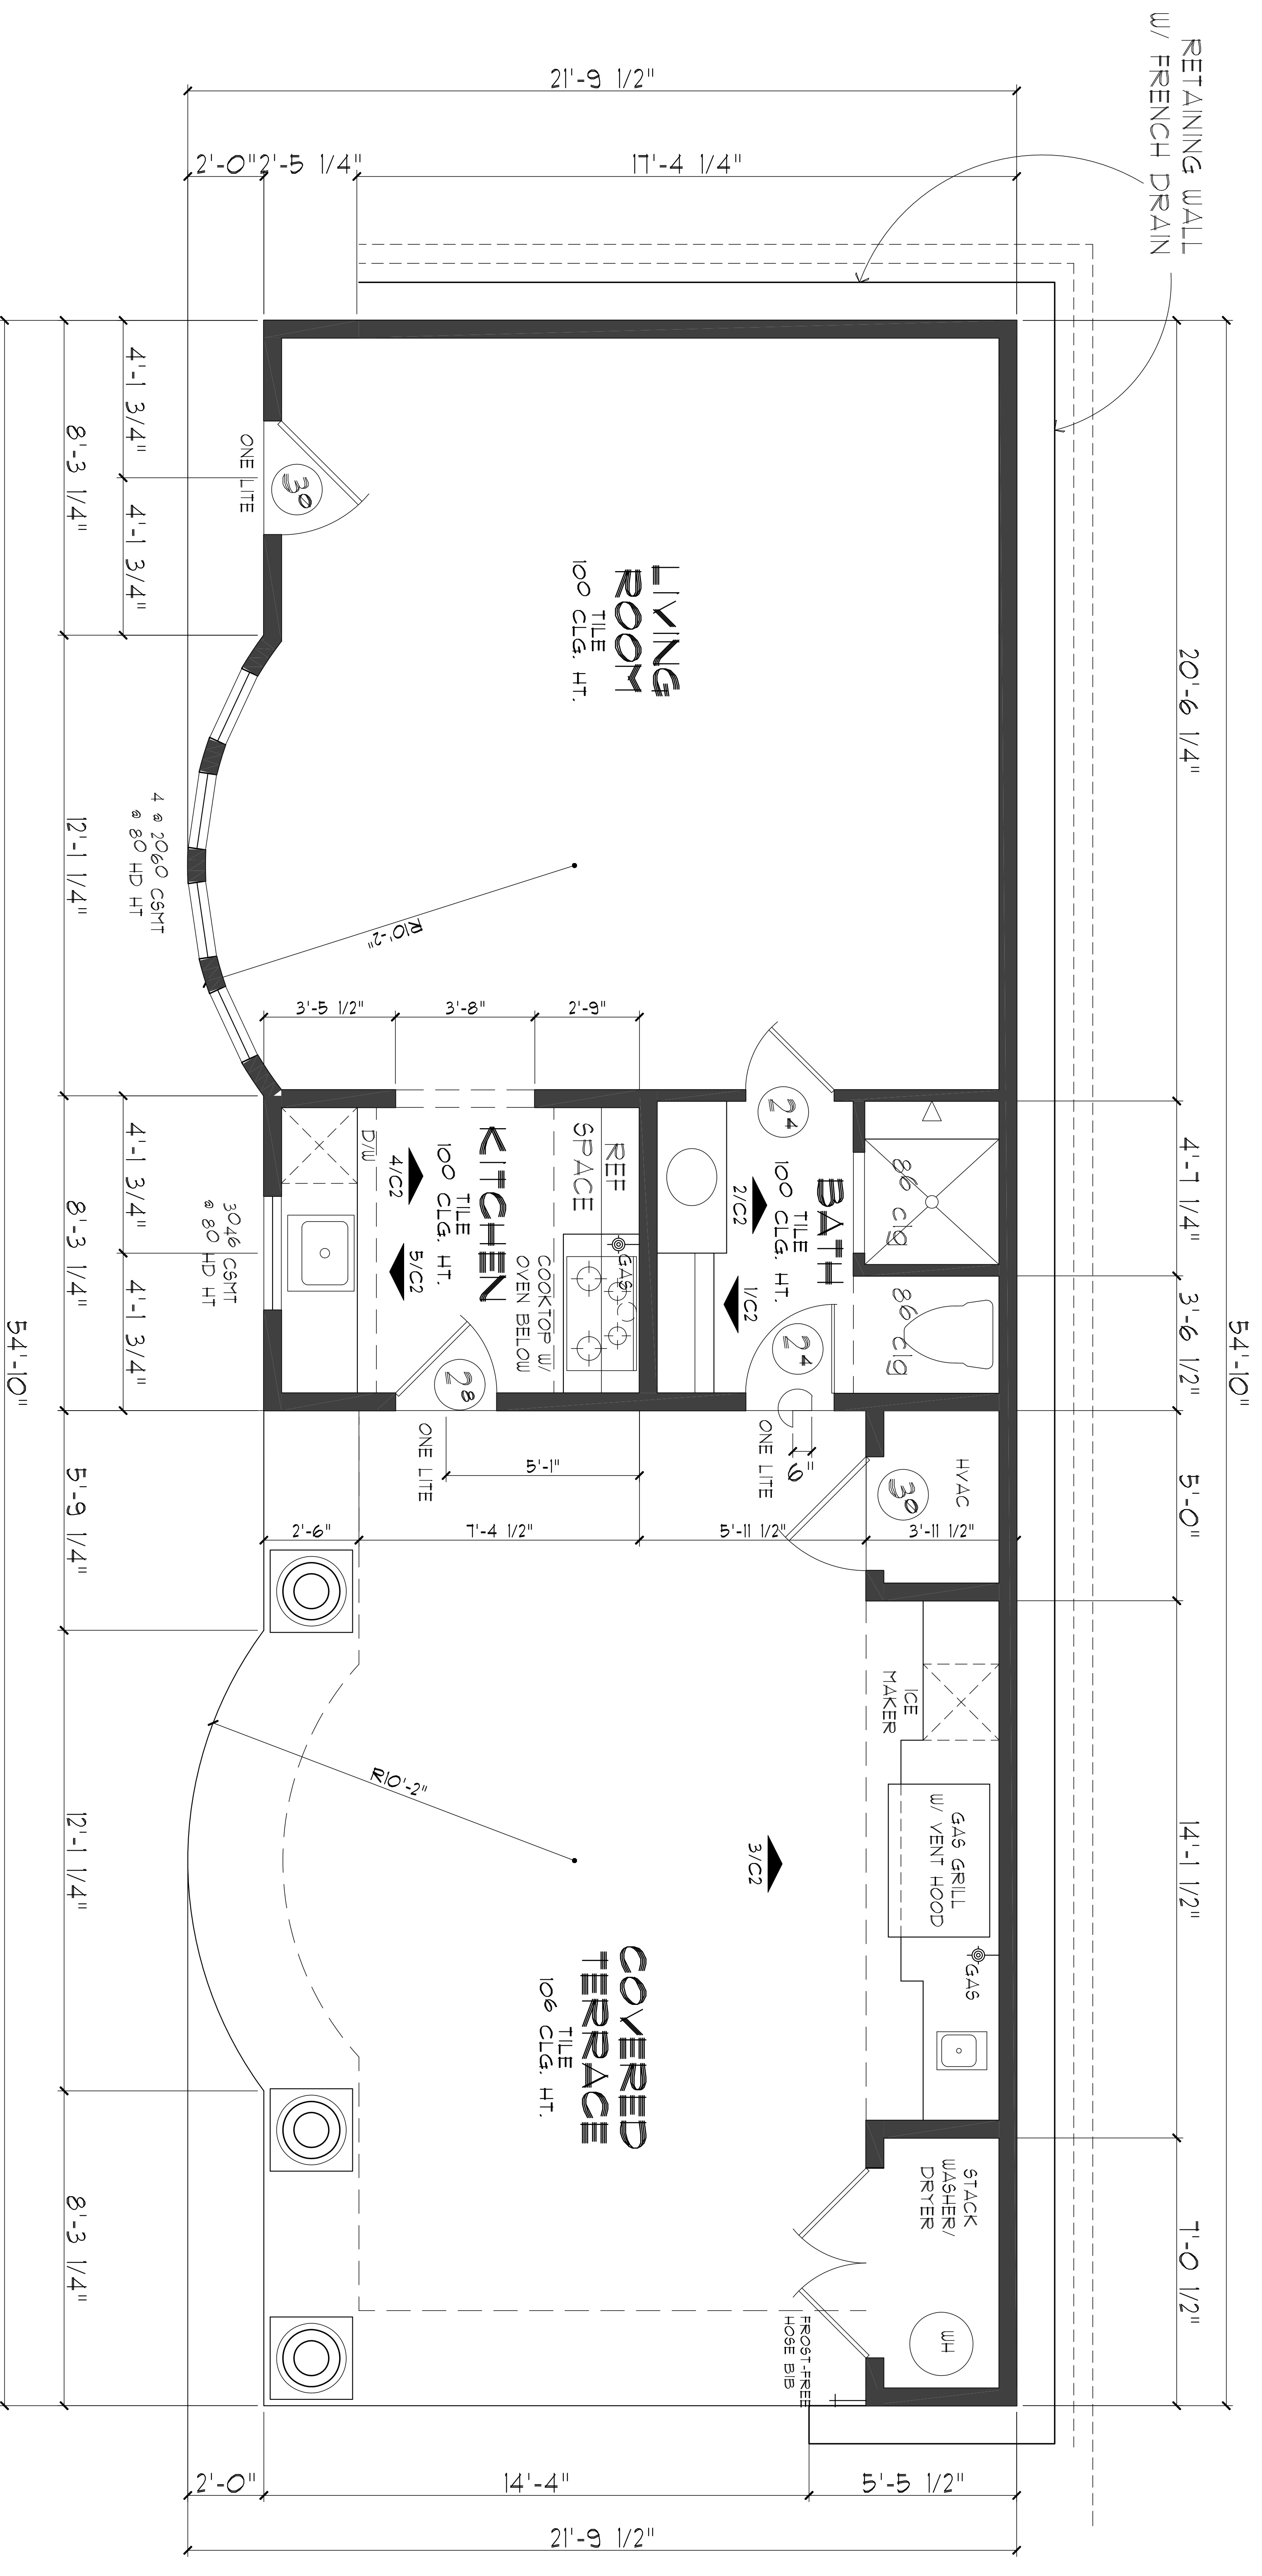 RETAINING WALL
W/ FRENCH DRAIN
21'-9 1/2"
2'-0"
2'-5 1/4"
17'-4 1/4"
54'-10"
20'-6 1/4"
4'-7 1/4"
3'-6 1/2"
5'-0"
14'-1 1/2"
7'-0 1/2"
LIVING
ROOM
TILE
100 CLG. HT.
30
ONE LITE
R10'-2"
4 @ 2060 CSMT
@ 80 HD HT
3'-5 1/2"
3'-8"
2'-9"
24
86 clg
86 clg
BATH
TILE
100 CLG. HT.
2/C2
1/C2
24
ONE LITE
6"
REF
SPACE
GAS
COOKTOP W/
OVEN BELOW
KITCHEN
TILE
100 CLG. HT.
4/C2
5/C2
D/W
28
ONE LITE
3046 CSMT
@ 80 HD HT
5'-1"
HVAC
30
2'-6"
7'-4 1/2"
5'-11 1/2"
3'-11 1/2"
ICE
MAKER
GAS GRILL
W/ VENT HOOD
GAS
R10'-2"
3/C2
COVERED
TERRACE
TILE
106 CLG. HT.
STACK
WASHER/
DRYER
WH
FROST-FREE
HOSE BIB
4'-1 3/4"
4'-1 3/4"
4'-1 3/4"
4'-1 3/4"
8'-3 1/4"
12'-1 1/4"
8'-3 1/4"
5'-9 1/4"
12'-1 1/4"
8'-3 1/4"
54'-10"
2'-0"
14'-4"
5'-5 1/2"
21'-9 1/2"